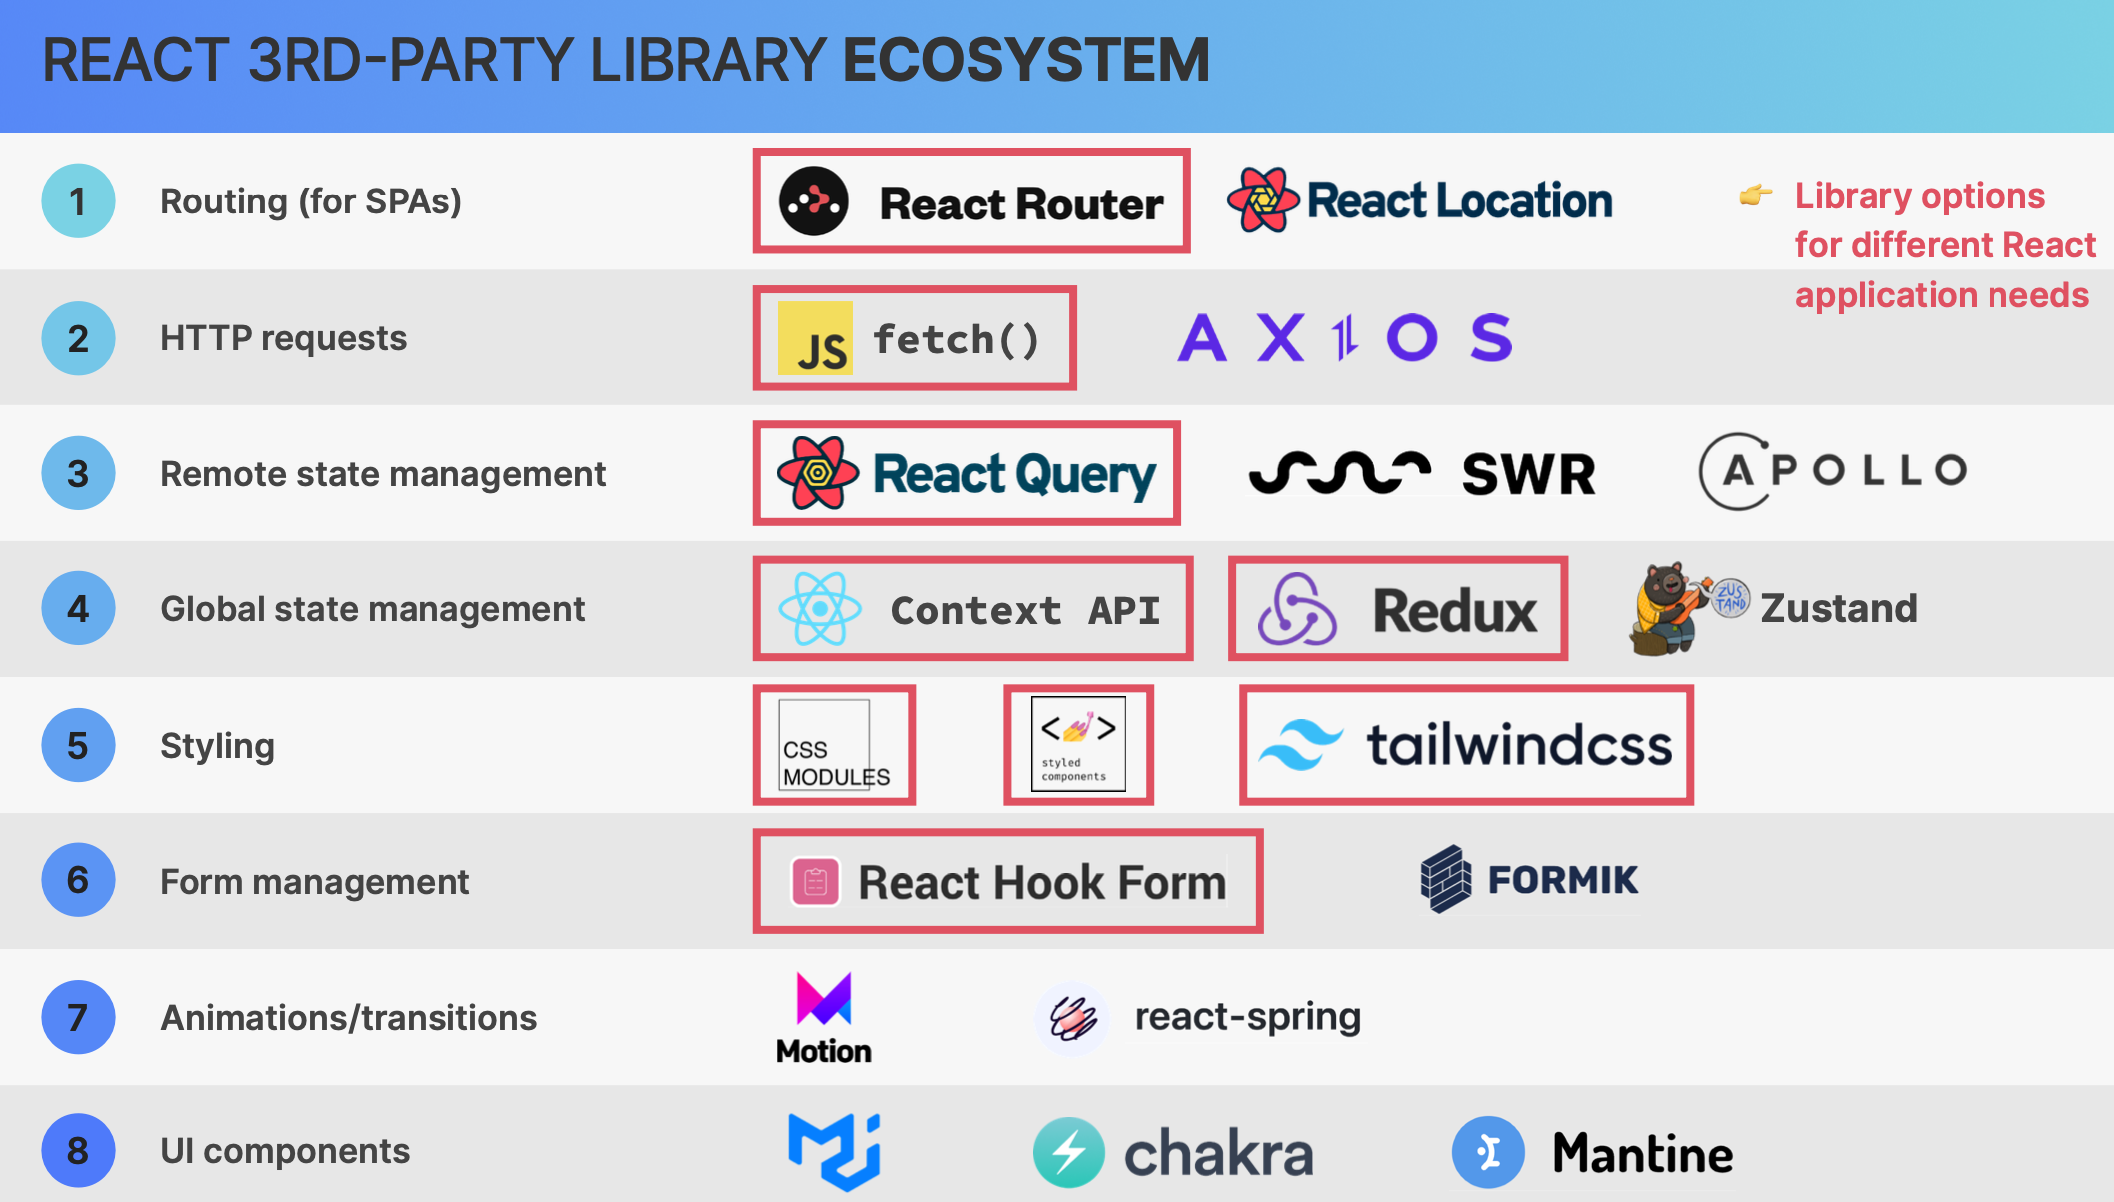 REACT 3RD-PARTY LIBRARY ECOSYSTEM
1 Routing (for SPAs) React Router React Location
Library options
for different React
application needs
2 HTTP requests JS fetch() AXIOS
3 Remote state management React Query SWR APOLLO
4 Global state management Context API Redux ZUSTAND Zustand
5 Styling
CSS
MODULES
< >
styled
components
tailwindcss
6 Form management React Hook Form FORMIK
7 Animations/transitions Motion react-spring
8 UI components chakra Mantine